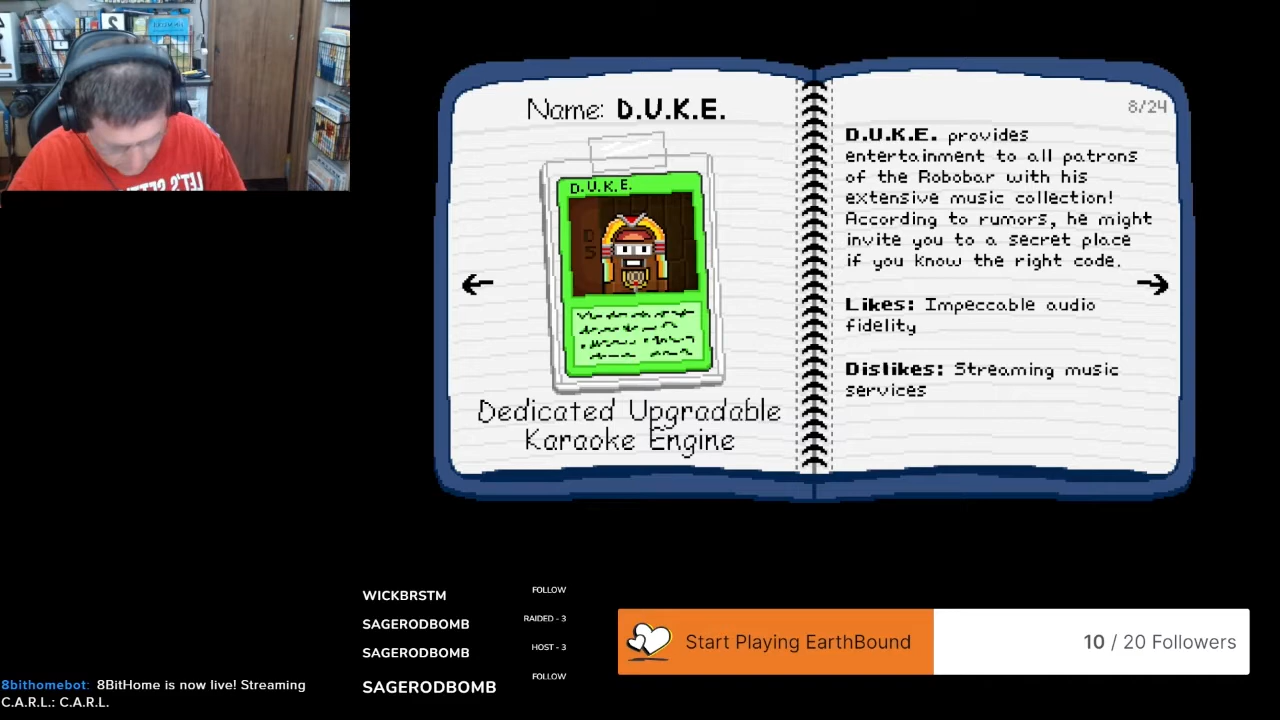 Name: D.U.K.E.
D.U.K.E.
Dedicated Upgradable
Karaoke Engine
8/24
D.U.K.E. provides
entertainment to all patrons
of the Robobar with his
extensive music collection!
According to rumors, he might
invite you to a secret place
if you know the right code.
Likes: Impeccable audio
fidelity
Dislikes: Streaming music
services
WICKBRSTM FOLLOW
SAGERODBOMB RAIDED - 3
SAGERODBOMB HOST - 3
SAGERODBOMB FOLLOW
Start Playing EarthBound 10 / 20 Followers
8bithomebot: 8BitHome is now live! Streaming
C.A.R.L.: C.A.R.L.